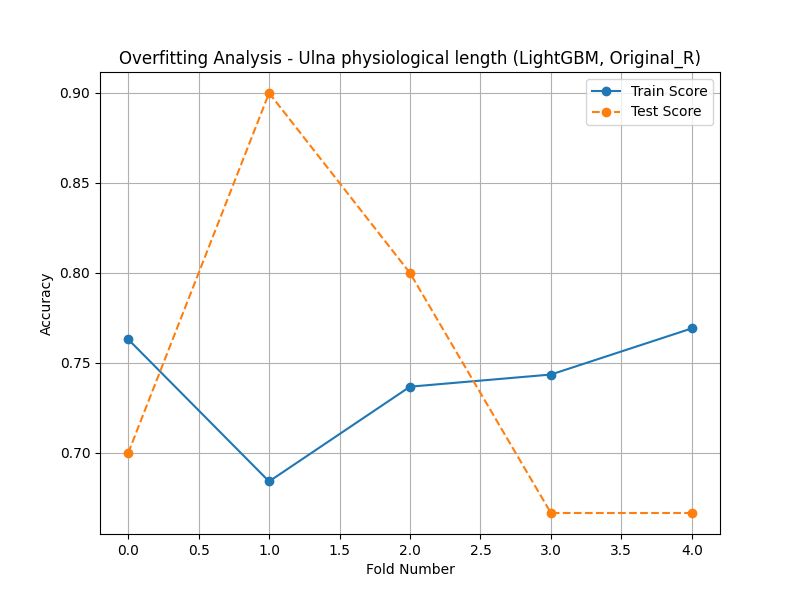 Overfitting Analysis - Ulna physiological length (LightGBM, Original_R)
Train Score
Test Score
Accuracy
0.90
0.85
0.80
0.75
0.70
0.0 0.5 1.0 1.5 2.0 2.5 3.0 3.5 4.0
Fold Number